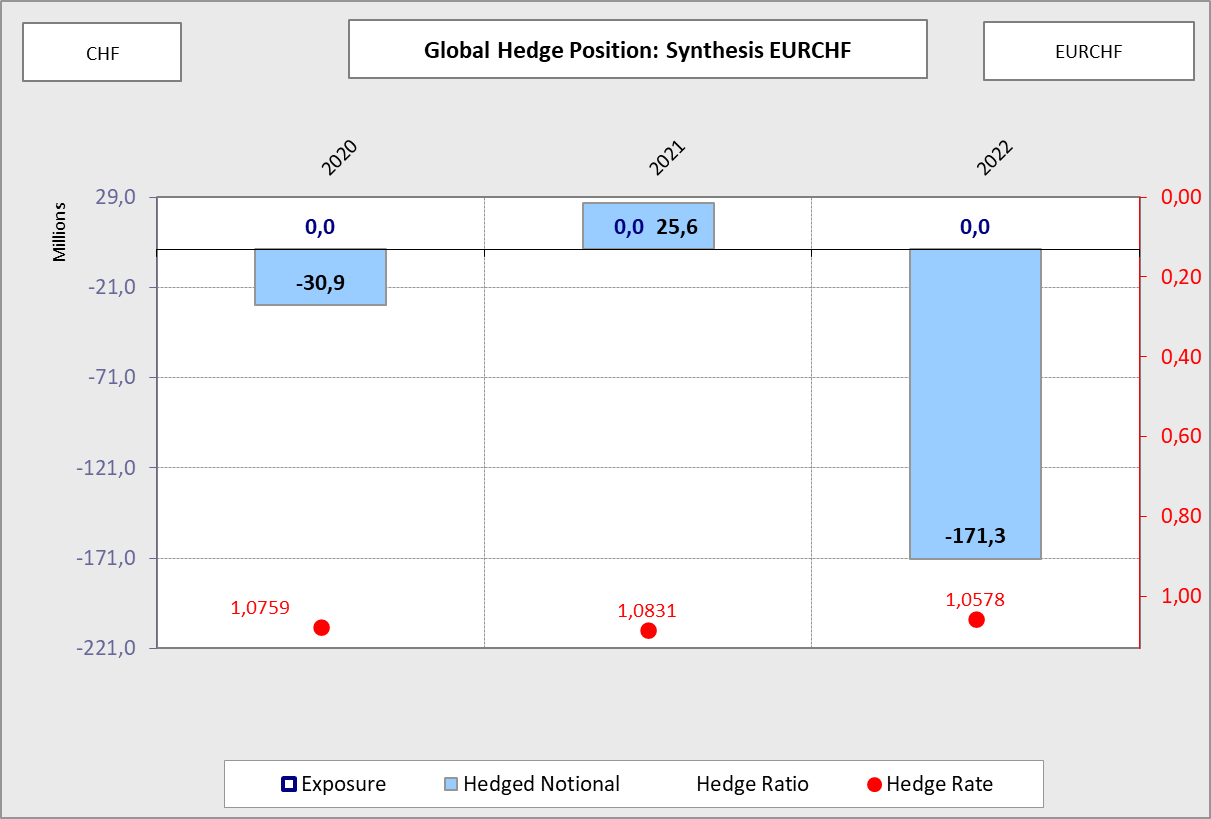 CHF
Global Hedge Position: Synthesis EURCHF
EURCHF
2020
2021
2022
Millions
29,0
-21,0
-71,0
-121,0
-171,0
-221,0
0,00
0,20
0,40
0,60
0,80
1,00
0,0
0,0 25,6
0,0
-30,9
-171,3
1,0759
1,0831
1,0578
Exposure
Hedged Notional
Hedge Ratio
Hedge Rate